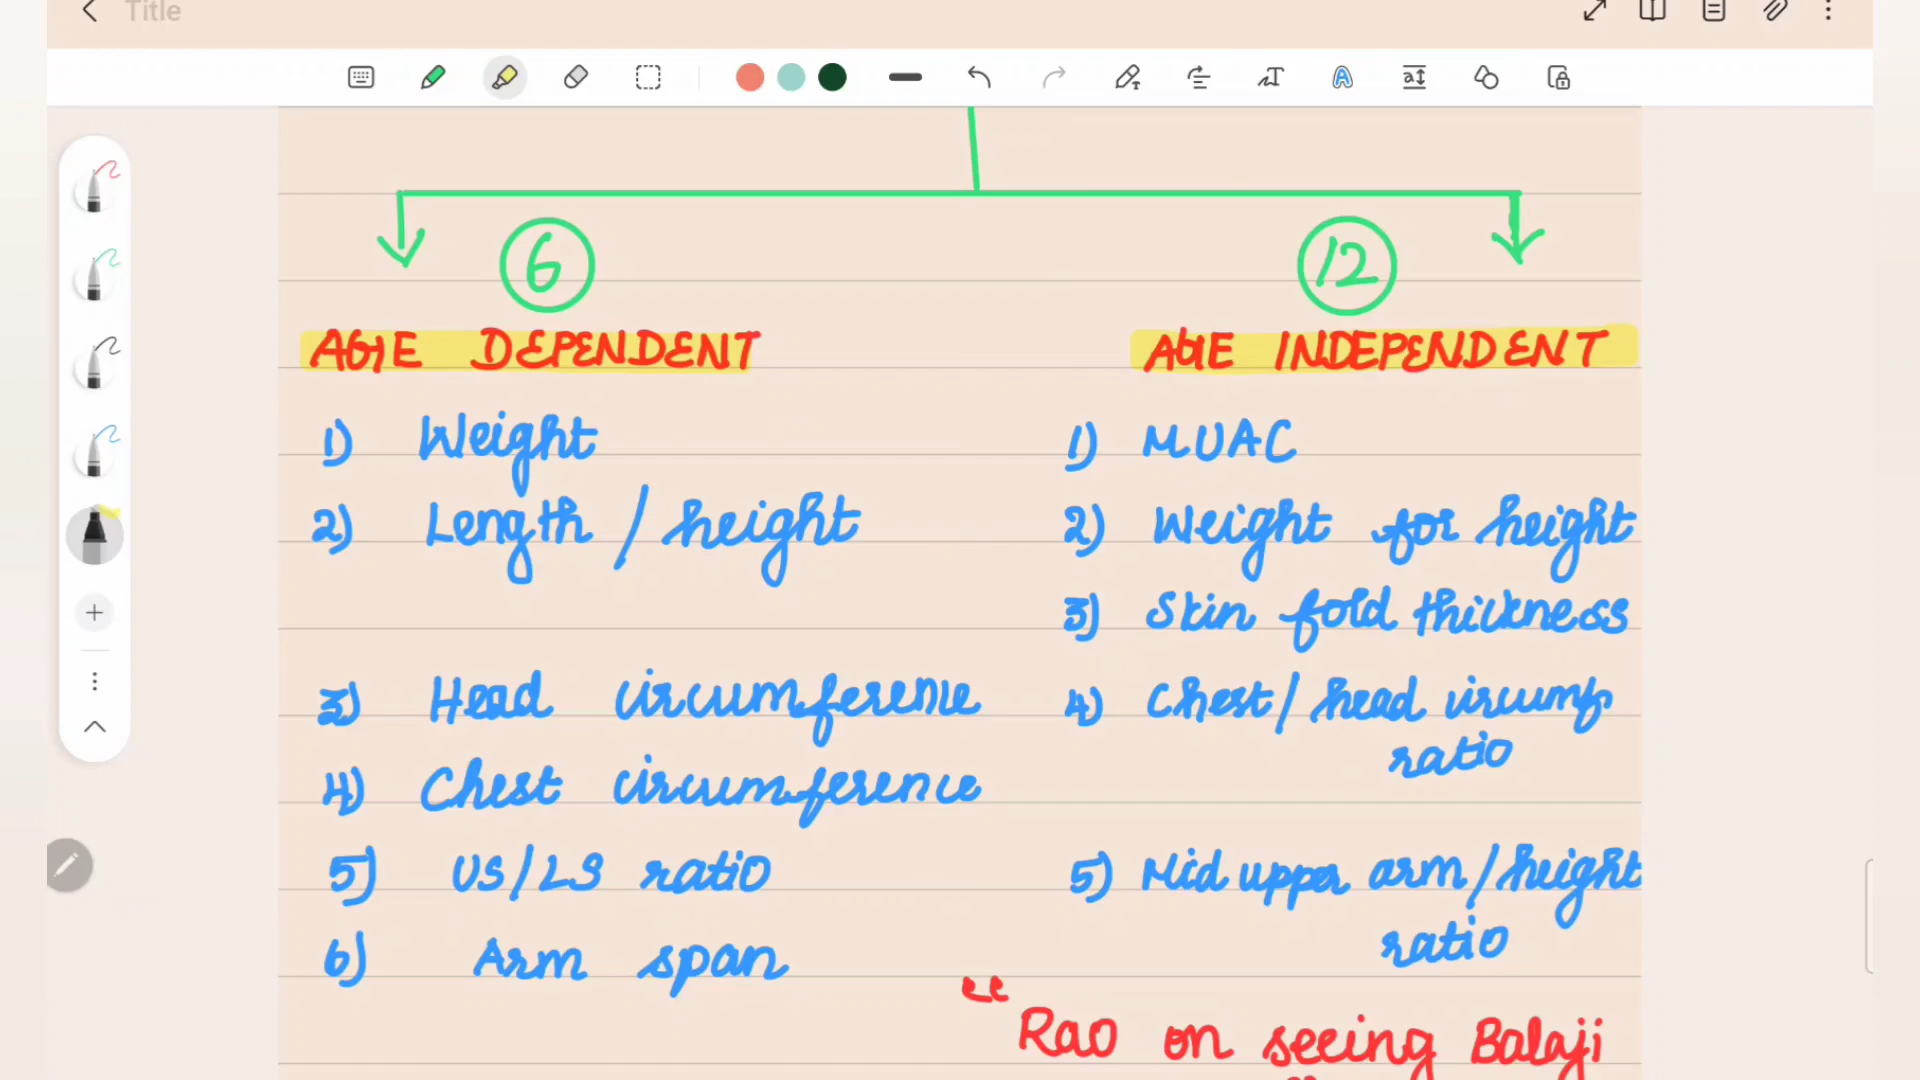 Title
6
12
AGE DEPENDENT
AGE INDEPENDENT
1) Weight
1) MUAC
2) Length / height
2) Weight for height
3) Skin fold thickness
3) Head circumference
4) Chest / head circumf
ratio
4) Chest circumference
5) US/LS ratio
5) Mid upper arm / height
ratio
6) Arm span
“Rao on seeing Balaji